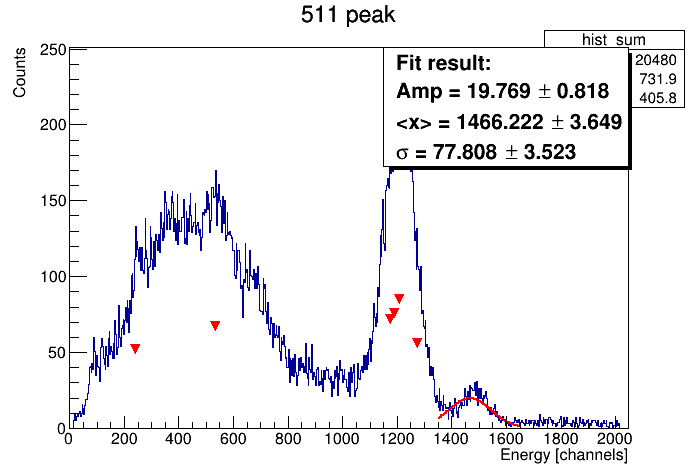 511 peak
hist_sum
20480
731.9
405.8
Fit result:
Amp = 19.769 ± 0.818
<x> = 1466.222 ± 3.649
σ = 77.808 ± 3.523
Counts
250
200
150
100
50
0
0 200 400 600 800 1000 1200 1400 1600 1800 2000
Energy [channels]